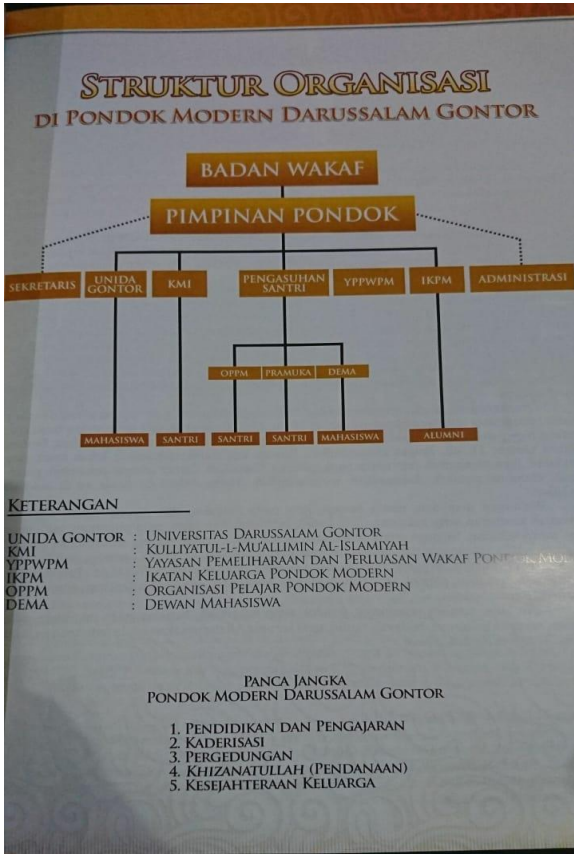 STRUKTUR ORGANISASI
DI PONDOK MODERN DARUSSALAM GONTOR
BADAN WAKAF
PIMPINAN PONDOK
SEKRETARIS
UNIDA GONTOR
KMI
PENGASUHAN SANTRI
YPPWPM
IKPM
ADMINISTRASI
OPPM
PRAMUKA
DEMA
MAHASISWA
SANTRI
SANTRI
SANTRI
MAHASISWA
ALUMNI
KETERANGAN
UNIDA GONTOR : UNIVERSITAS DARUSSALAM GONTOR
KMI : KULLIYATUL-L-MU'ALLIMIN AL-ISLAMIYAH
YPPWPM : YAYASAN PEMELIHARAAN DAN PERLUASAN WAKAF PONDOK
IKPM : IKATAN KELUARGA PONDOK MODERN
OPPM : ORGANISASI PELAJAR PONDOK MODERN
DEMA : DEWAN MAHASISWA
PANCA JANGKA
PONDOK MODERN DARUSSALAM GONTOR
1. PENDIDIKAN DAN PENGAJARAN
2. KADERISASI
3. PERGEDUNGAN
4. KHIZANATULLAH (PENDANAAN)
5. KESEJAHTERAAN KELUARGA